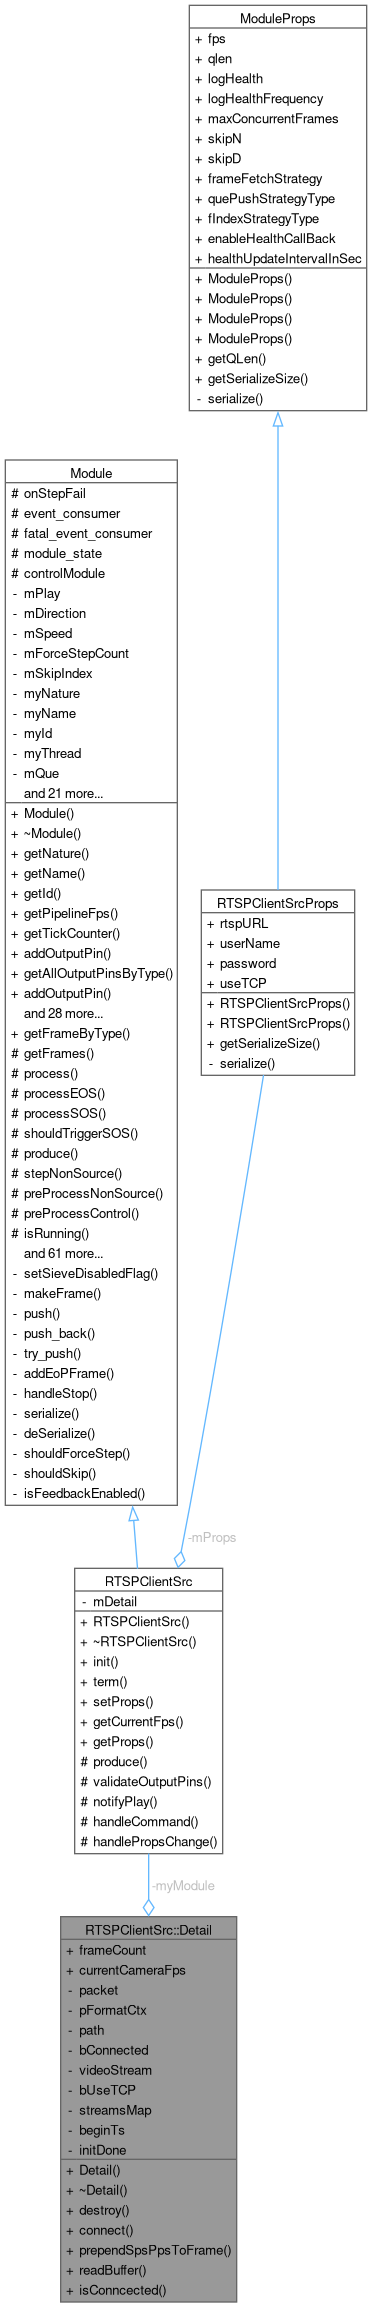 ModuleProps
+ fps
+ qlen
+ logHealth
+ logHealthFrequency
+ maxConcurrentFrames
+ skipN
+ skipD
+ frameFetchStrategy
+ quePushStrategyType
+ fIndexStrategyType
+ enableHealthCallBack
+ healthUpdateIntervalInSec
+ ModuleProps()
+ ModuleProps()
+ ModuleProps()
+ ModuleProps()
+ getQLen()
+ getSerializeSize()
- serialize()
Module
# onStepFail
# event_consumer
# fatal_event_consumer
# module_state
# controlModule
- mPlay
- mDirection
- mSpeed
- mForceStepCount
- mSkipIndex
- myNature
- myName
- myId
- myThread
- mQue
and 21 more...
+ Module()
+ ~Module()
+ getNature()
+ getName()
+ getId()
+ getPipelineFps()
+ getTickCounter()
+ addOutputPin()
+ getAllOutputPinsByType()
+ addOutputPin()
and 28 more...
+ getFrameByType()
# getFrames()
# process()
# processEOS()
# processSOS()
# shouldTriggerSOS()
# produce()
# stepNonSource()
# preProcessNonSource()
# preProcessControl()
# isRunning()
and 61 more...
- setSieveDisabledFlag()
- makeFrame()
- push()
- push_back()
- try_push()
- addEoPFrame()
- handleStop()
- serialize()
- deSerialize()
- shouldForceStep()
- shouldSkip()
- isFeedbackEnabled()
RTSPClientSrcProps
+ rtspURL
+ userName
+ password
+ useTCP
+ RTSPClientSrcProps()
+ RTSPClientSrcProps()
+ getSerializeSize()
- serialize()
-mProps
RTSPClientSrc
- mDetail
+ RTSPClientSrc()
+ ~RTSPClientSrc()
+ init()
+ term()
+ setProps()
+ getCurrentFps()
+ getProps()
# produce()
# validateOutputPins()
# notifyPlay()
# handleCommand()
# handlePropsChange()
-myModule
RTSPClientSrc::Detail
+ frameCount
+ currentCameraFps
- packet
- pFormatCtx
- path
- bConnected
- videoStream
- bUseTCP
- streamsMap
- beginTs
- initDone
+ Detail()
+ ~Detail()
+ destroy()
+ connect()
+ prependSpsPpsToFrame()
+ readBuffer()
+ isConncected()